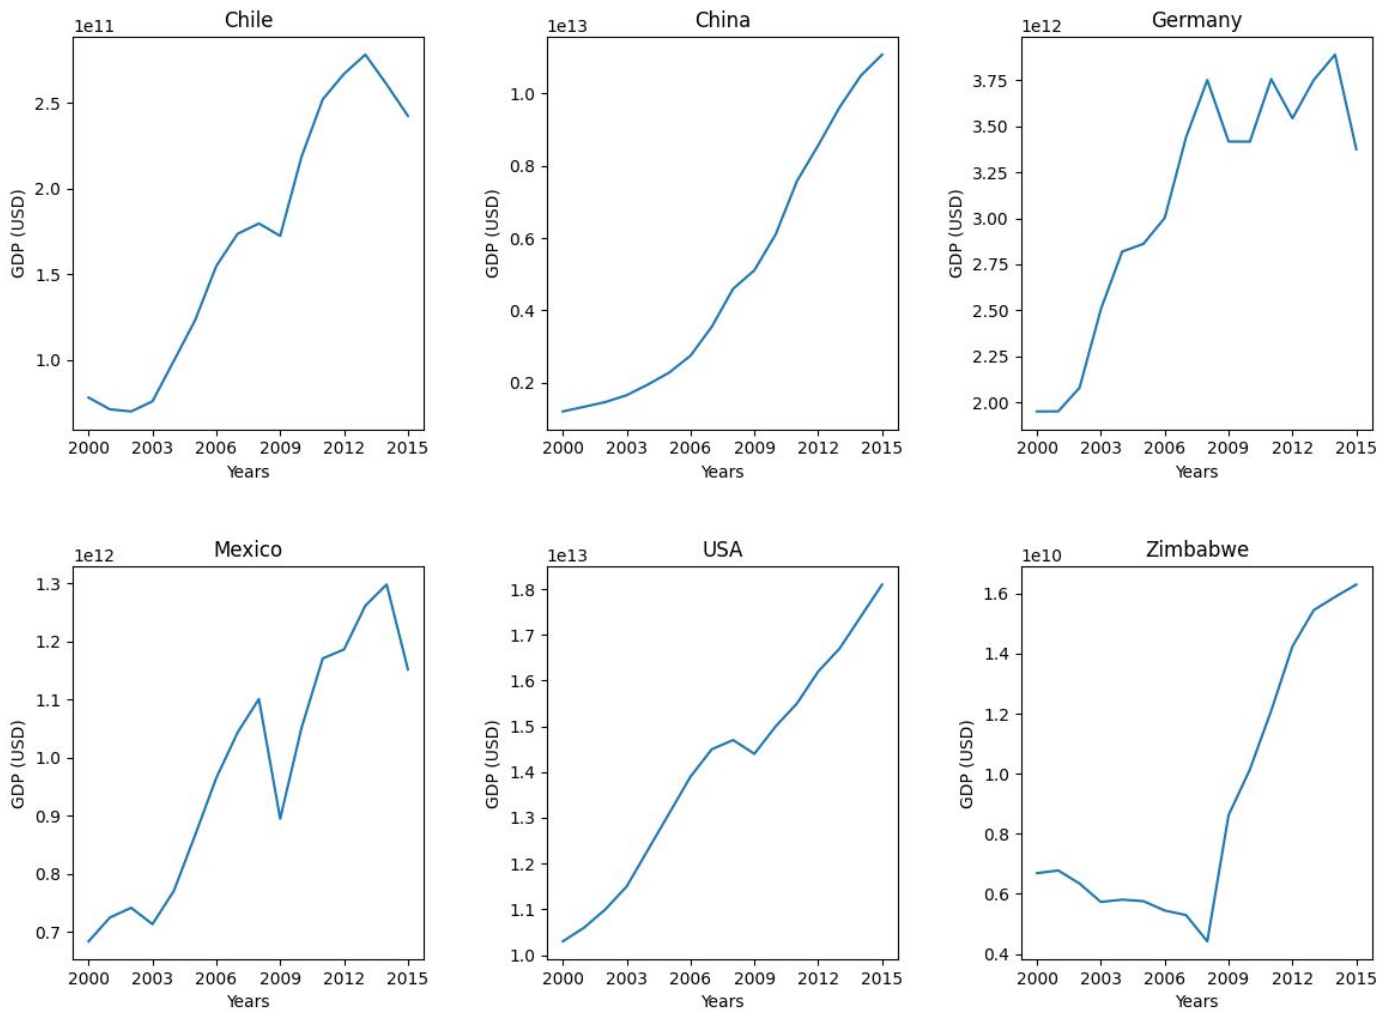 Chile
1e11
2.5
2.0
1.5
1.0
GDP (USD)
2000 2003 2006 2009 2012 2015
Years
China
1e13
1.0
0.8
0.6
0.4
0.2
GDP (USD)
2000 2003 2006 2009 2012 2015
Years
Germany
1e12
3.75
3.50
3.25
3.00
2.75
2.50
2.25
2.00
GDP (USD)
2000 2003 2006 2009 2012 2015
Years
Mexico
1e12
1.3
1.2
1.1
1.0
0.9
0.8
0.7
GDP (USD)
2000 2003 2006 2009 2012 2015
Years
USA
1e13
1.8
1.7
1.6
1.5
1.4
1.3
1.2
1.1
1.0
GDP (USD)
2000 2003 2006 2009 2012 2015
Years
Zimbabwe
1e10
1.6
1.4
1.2
1.0
0.8
0.6
0.4
GDP (USD)
2000 2003 2006 2009 2012 2015
Years